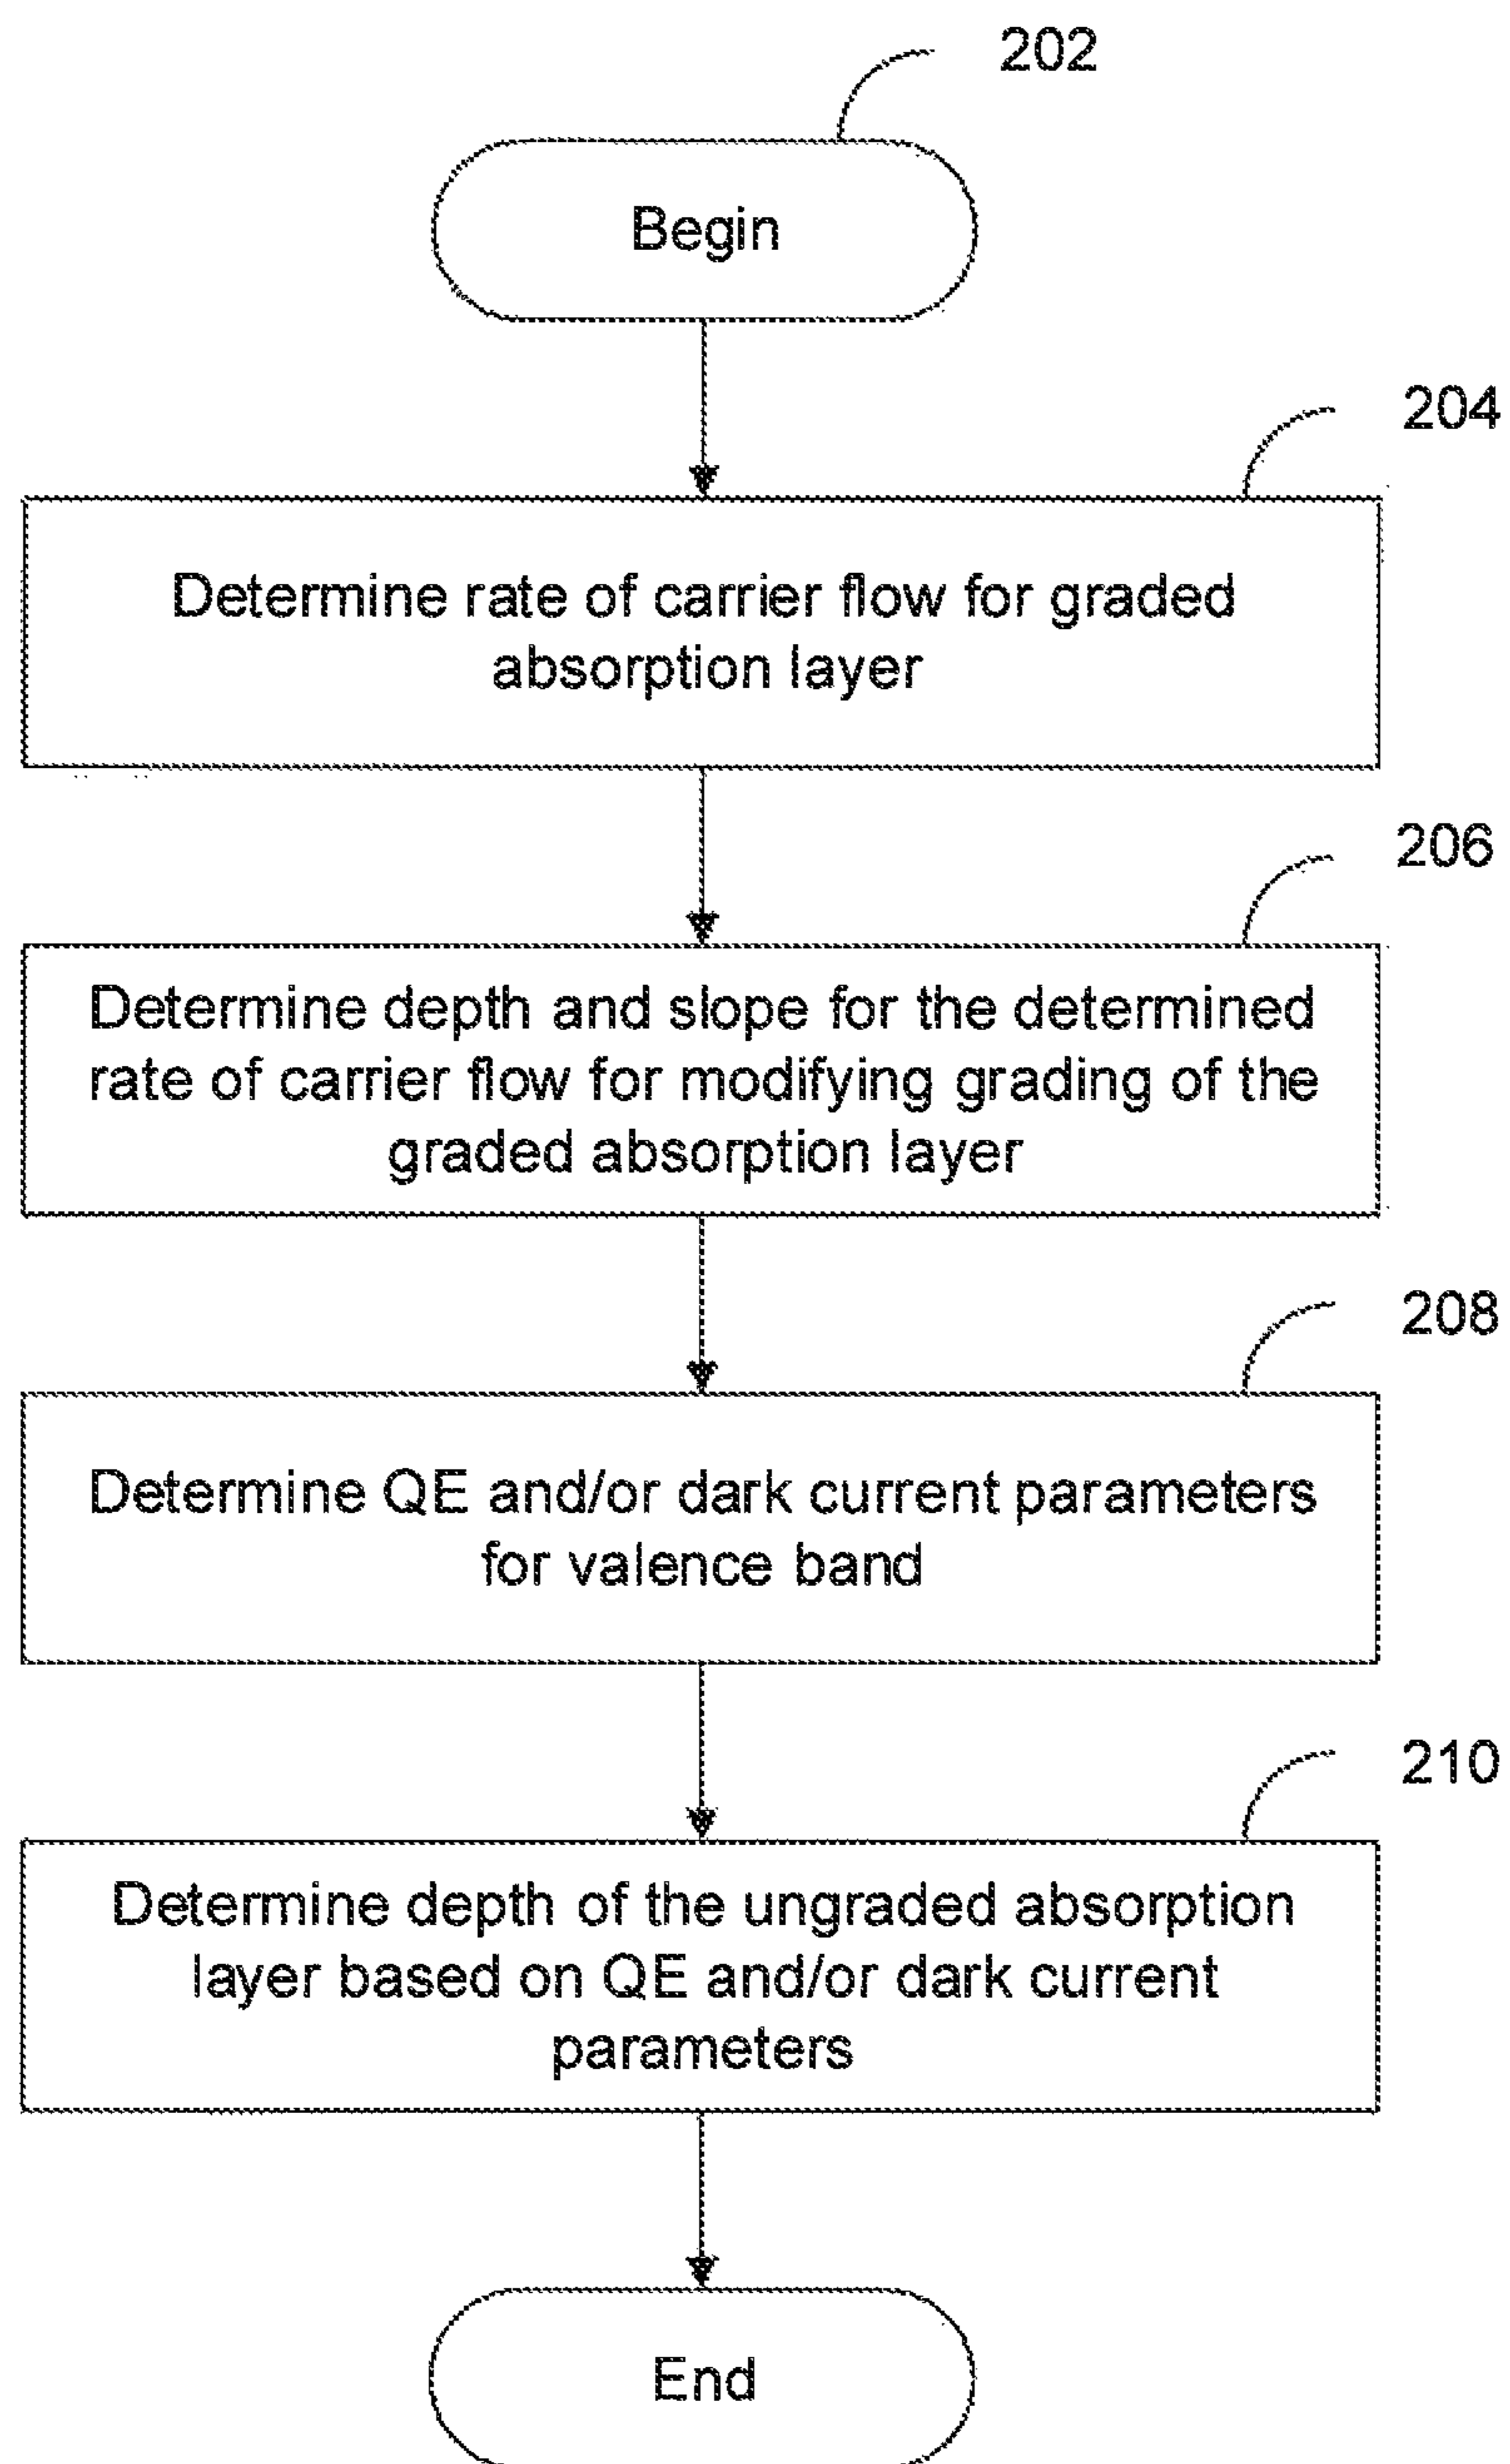 202
Begin
204
Determine rate of carrier flow for graded
absorption layer
206
Determine depth and slope for the determined
rate of carrier flow for modifying grading of the
graded absorption layer
208
Determine QE and/or dark current parameters
for valence band
210
Determine depth of the ungraded absorption
layer based on QE and/or dark current
parameters
End